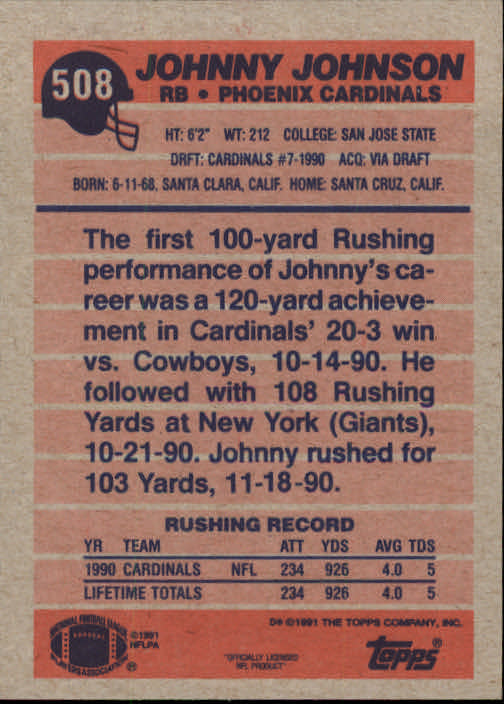 508
JOHNNY JOHNSON
RB • PHOENIX CARDINALS
HT: 6'2" WT: 212 COLLEGE: SAN JOSE STATE
DRFT: CARDINALS #7-1990 ACQ: VIA DRAFT
BORN: 6-11-68, SANTA CLARA, CALIF. HOME: SANTA CRUZ, CALIF.
The first 100-yard Rushing
performance of Johnny's ca-
reer was a 120-yard achieve-
ment in Cardinals' 20-3 win
vs. Cowboys, 10-14-90. He
followed with 108 Rushing
Yards at New York (Giants),
10-21-90. Johnny rushed for
103 Yards, 11-18-90.
RUSHING RECORD
YR TEAM ATT YDS AVG TDS
1990 CARDINALS NFL 234 926 4.0 5
LIFETIME TOTALS 234 926 4.0 5
D* ©1991 THE TOPPS COMPANY, INC.
NATIONAL FOOTBALL LEAGUE
PLAYERS ASSOCIATION ®
©1991
NFLPA
"OFFICIALLY LICENSED
NFL PRODUCT"
topps®